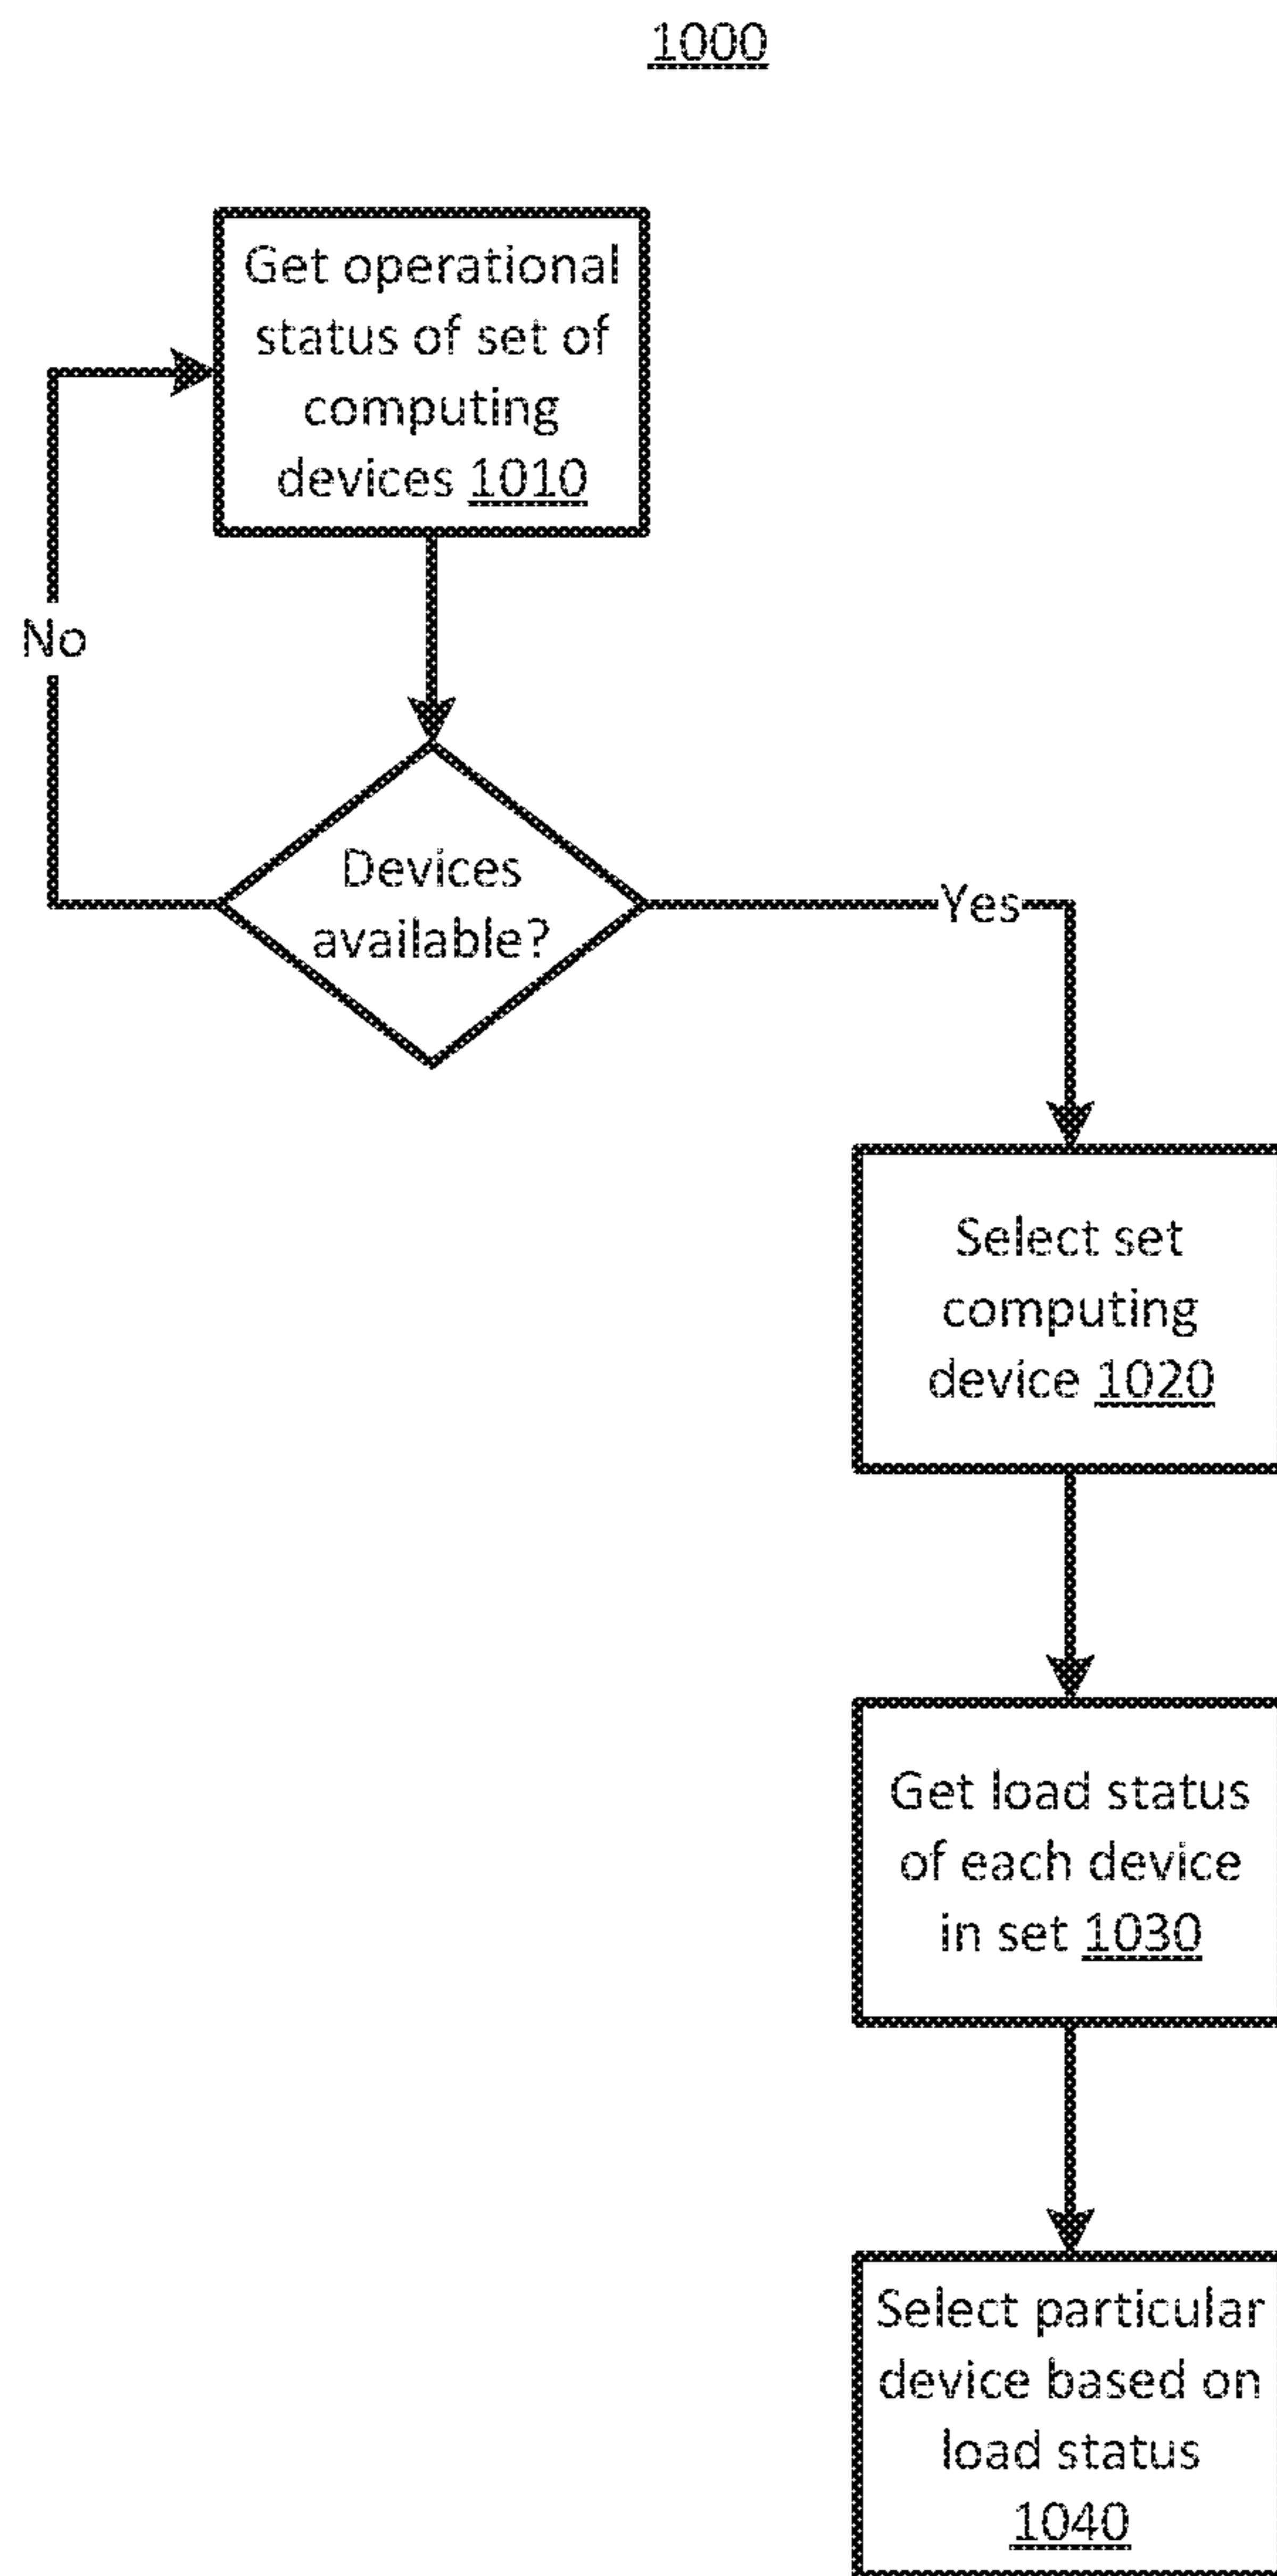 1000
Get operational
status of set of
computing
devices 1010
No
Devices
available?
Yes
Select set
computing
device 1020
Get load status
of each device
in set 1030
Select particular
device based on
load status
1040